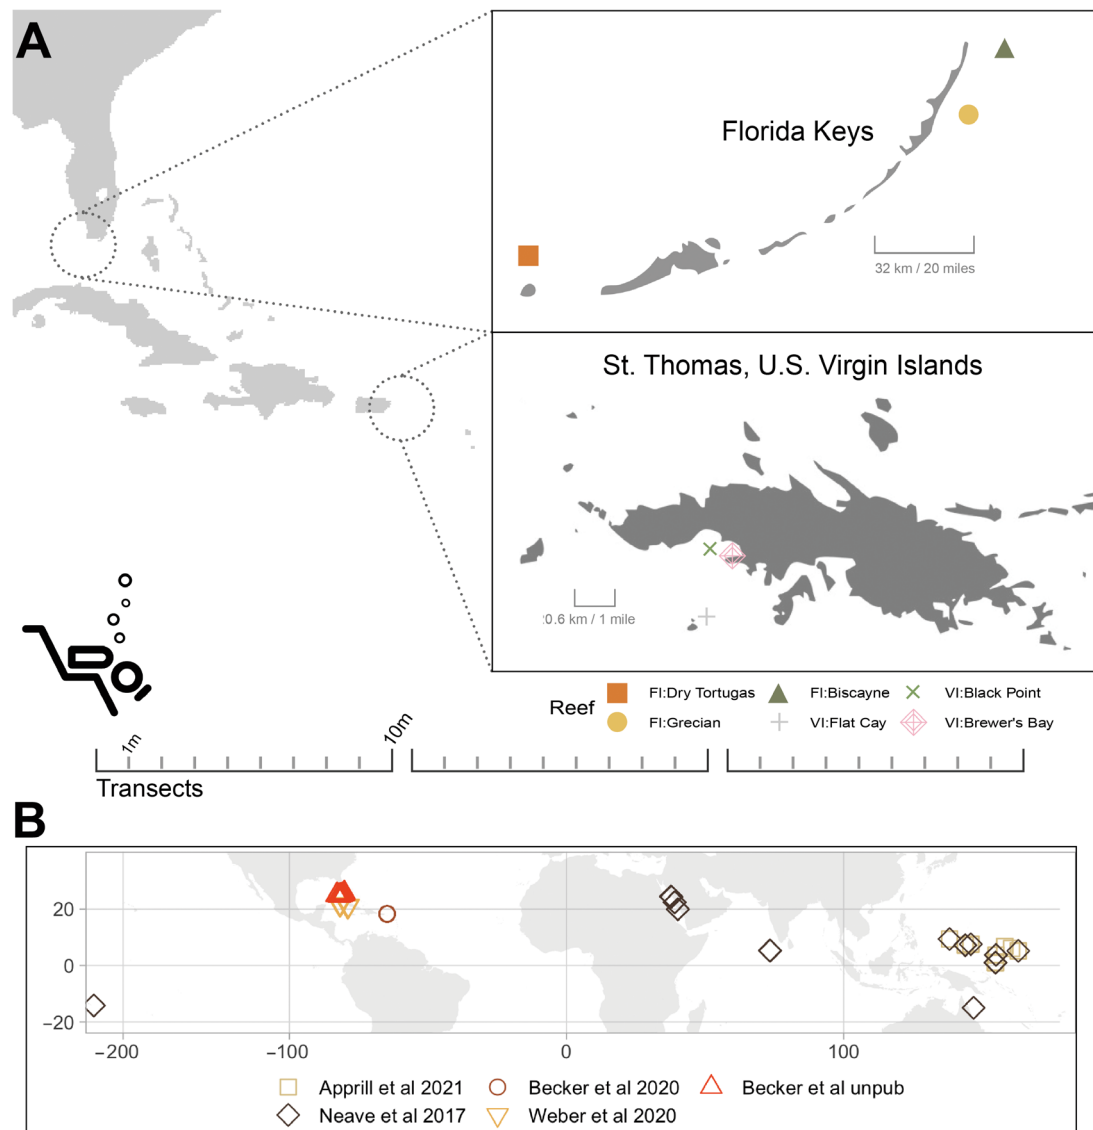 A
Florida Keys
32 km / 20 miles
St. Thomas, U.S. Virgin Islands
:0.6 km / 1 mile
Reef
FI:Dry Tortugas
FI:Biscayne
VI:Black Point
FI:Grecian
VI:Flat Cay
VI:Brewer's Bay
1m
10m
Transects
B
20
0
−20
−200
−100
0
100
Apprill et al 2021
Becker et al 2020
Becker et al unpub
Neave et al 2017
Weber et al 2020